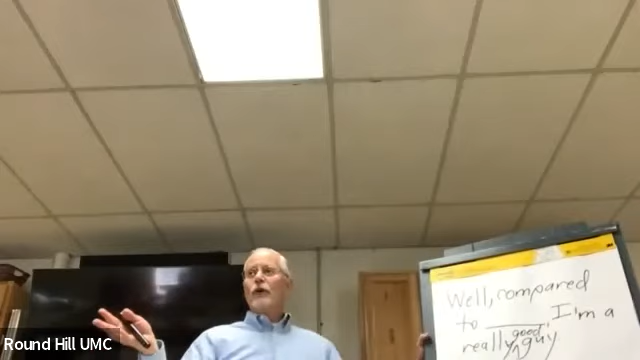 Well, compared
to ______, I'm a
really good guy
Round Hill UMC